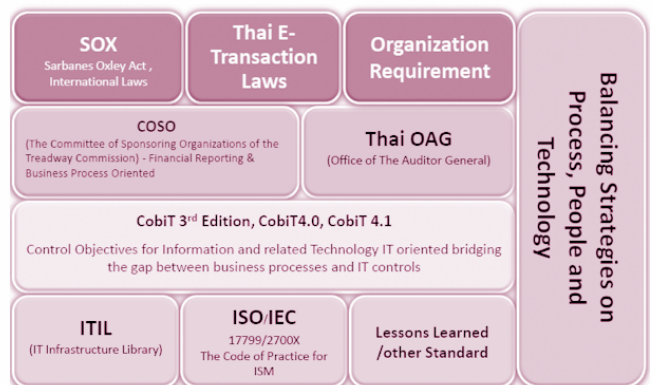 SOX
Sarbanes Oxley Act ,
International Laws
Thai E-
Transaction
Laws
Organization
Requirement
COSO
(The Committee of Sponsoring Organizations of the
Treadway Commission) - Financial Reporting &
Business Process Oriented
Thai OAG
(Office of The Auditor General)
CobiT 3rd Edition, CobiT4.0, CobiT 4.1
Control Objectives for Information and related Technology IT oriented bridging
the gap between business processes and IT controls
ITIL
(IT Infrastructure Library)
ISO/IEC
17799/2700X
The Code of Practice for
ISM
Lessons Learned
/other Standard
Balancing Strategies on
Process, People and
Technology